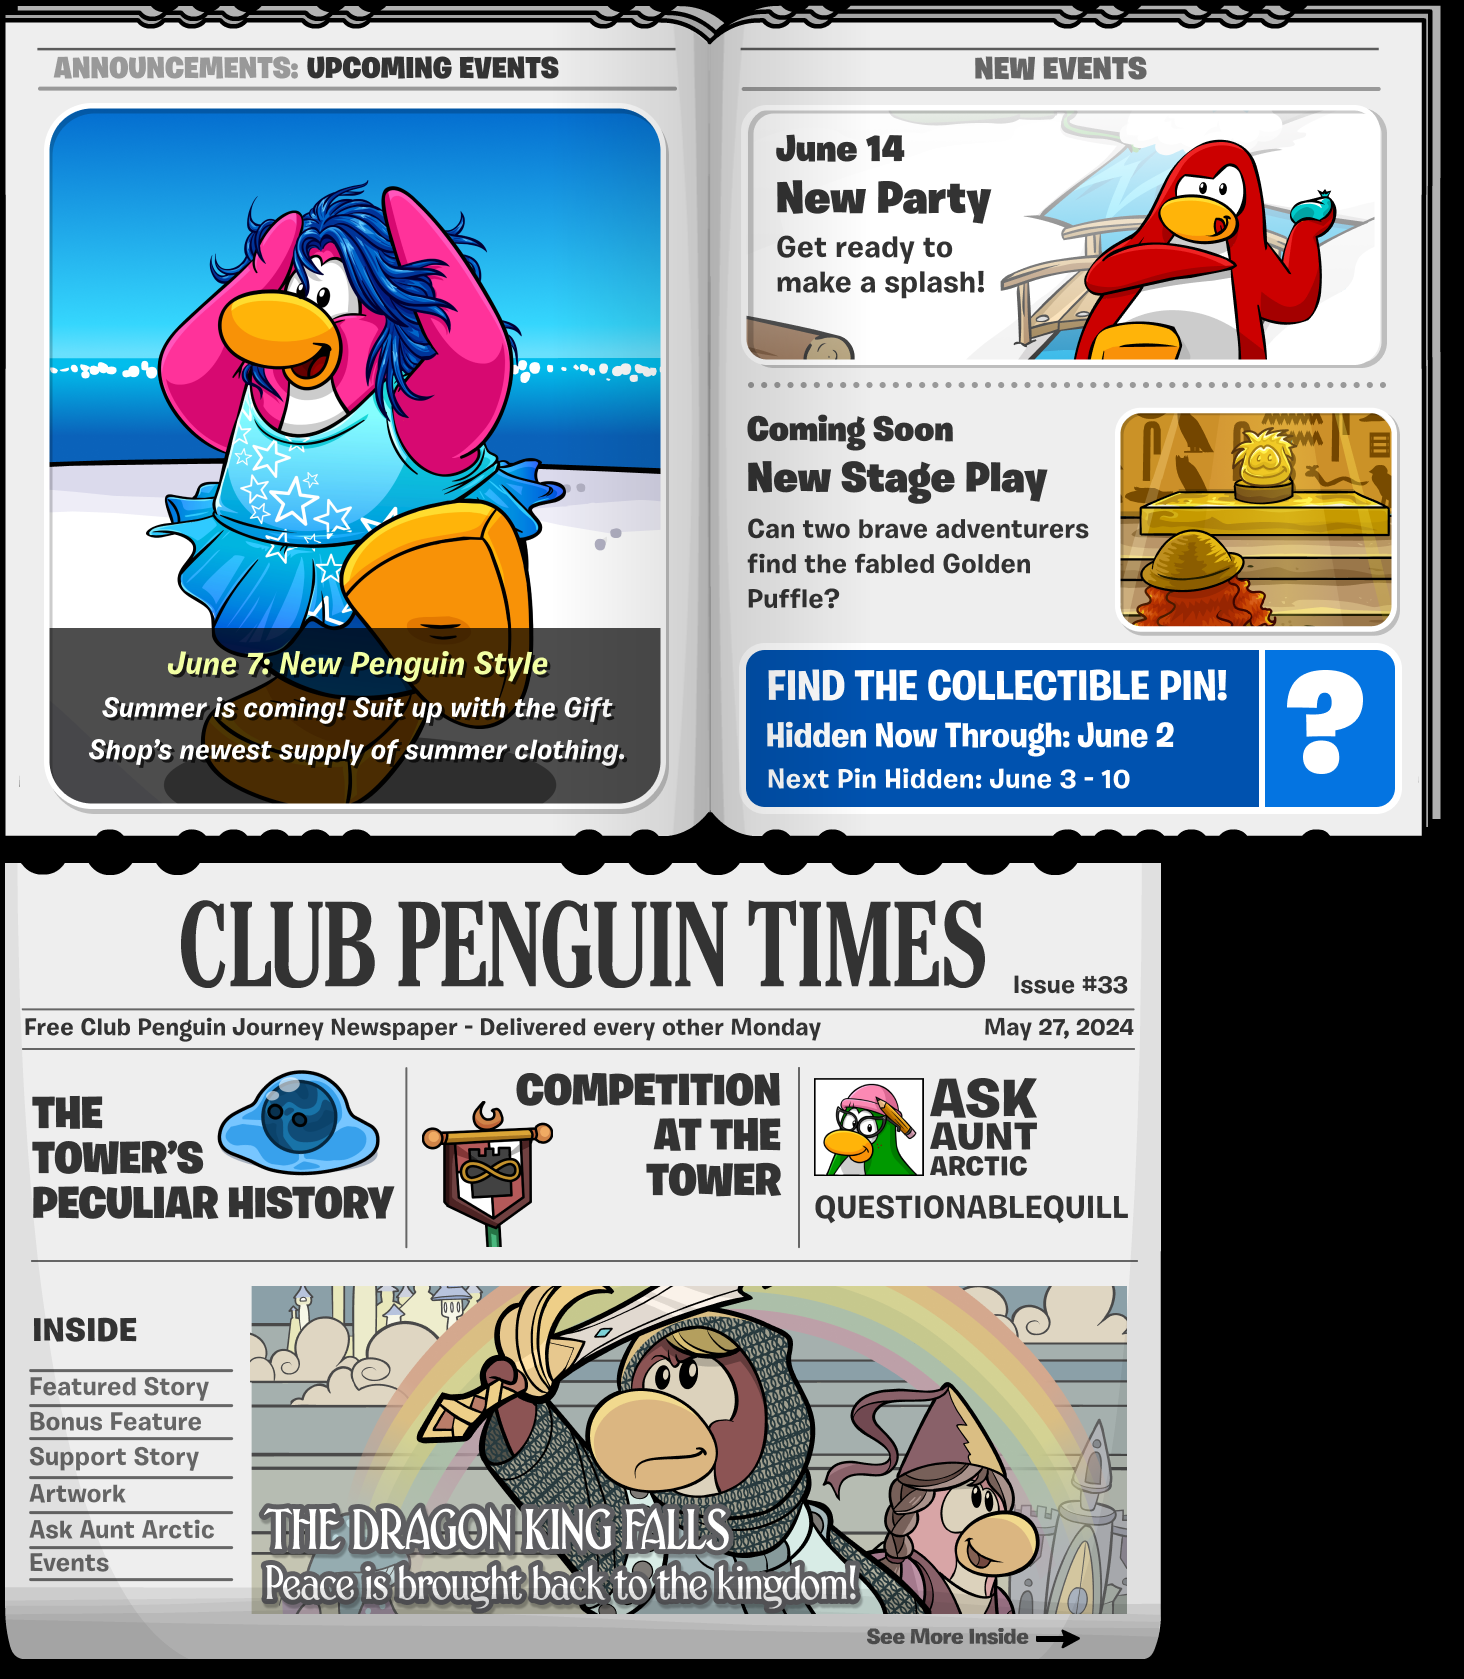 ANNOUNCEMENTS: UPCOMING EVENTS
June 7: New Penguin Style
Summer is coming! Suit up with the Gift
Shop's newest supply of summer clothing.
NEW EVENTS
June 14
New Party
Get ready to
make a splash!
Coming Soon
New Stage Play
Can two brave adventurers
find the fabled Golden
Puffle?
FIND THE COLLECTIBLE PIN!
Hidden Now Through: June 2
Next Pin Hidden: June 3 - 10
?
CLUB PENGUIN TIMES
Issue #33
Free Club Penguin Journey Newspaper - Delivered every other Monday
May 27, 2024
THE
TOWER'S
PECULIAR HISTORY
COMPETITION
AT THE
TOWER
ASK
AUNT
ARCTIC
QUESTIONABLEQUILL
INSIDE
Featured Story
Bonus Feature
Support Story
Artwork
Ask Aunt Arctic
Events
THE DRAGON KING FALLS
Peace is brought back to the kingdom!
See More Inside